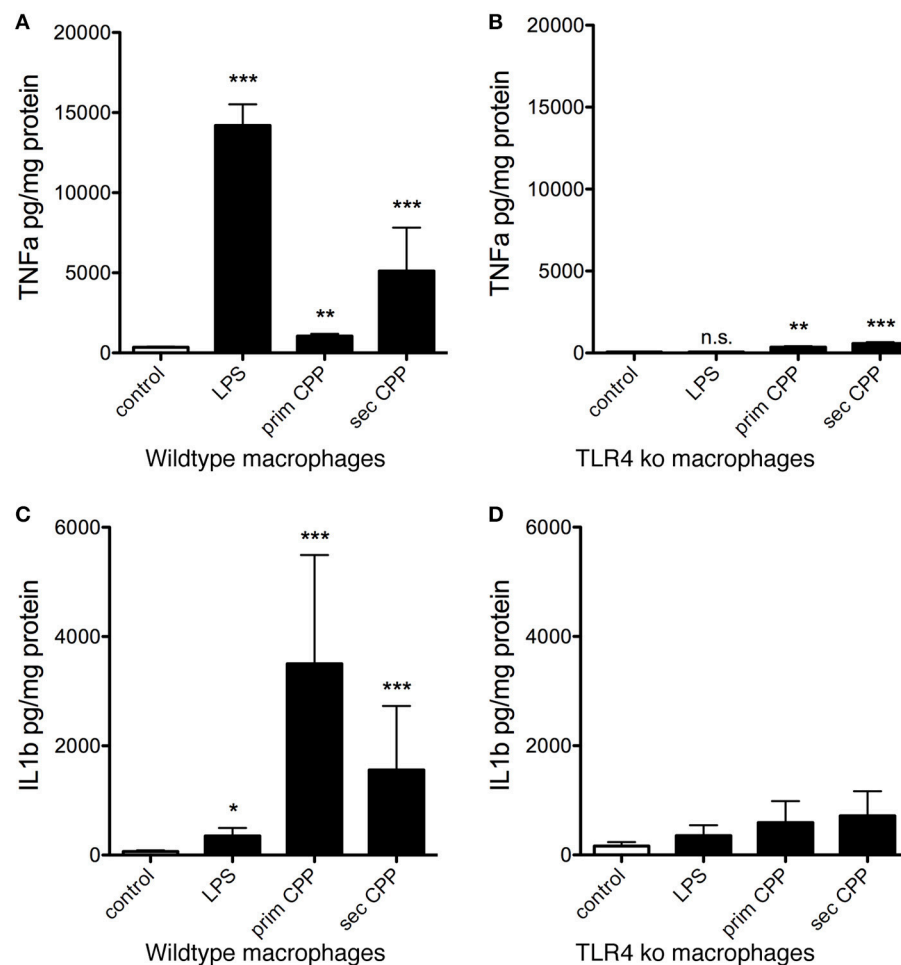 A
TNFa pg/mg protein
20000
15000
10000
5000
0
***
**
***
control
LPS
prim CPP
sec CPP
Wildtype macrophages
B
TNFa pg/mg protein
20000
15000
10000
5000
0
n.s.
**
***
control
LPS
prim CPP
sec CPP
TLR4 ko macrophages
C
IL1b pg/mg protein
6000
4000
2000
0
*
***
***
control
LPS
prim CPP
sec CPP
Wildtype macrophages
D
IL1b pg/mg protein
6000
4000
2000
0
control
LPS
prim CPP
sec CPP
TLR4 ko macrophages